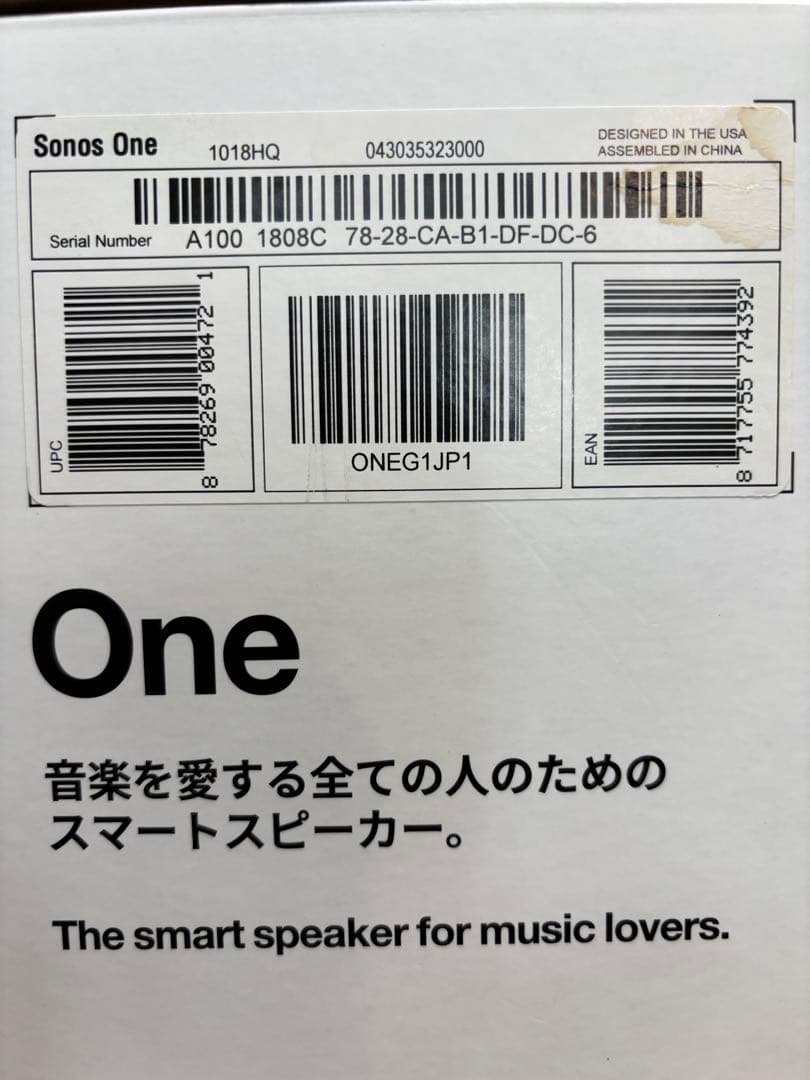 Sonos One 1018HQ 043035323000
DESIGNED IN THE USA
ASSEMBLED IN CHINA
Serial Number A100 1808C 78-28-CA-B1-DF-DC-6
UPC
8 78269 00472 1
ONEG1JP1
EAN
8 717755 774392
One
音楽を愛する全ての人のための
スマートスピーカー。
The smart speaker for music lovers.